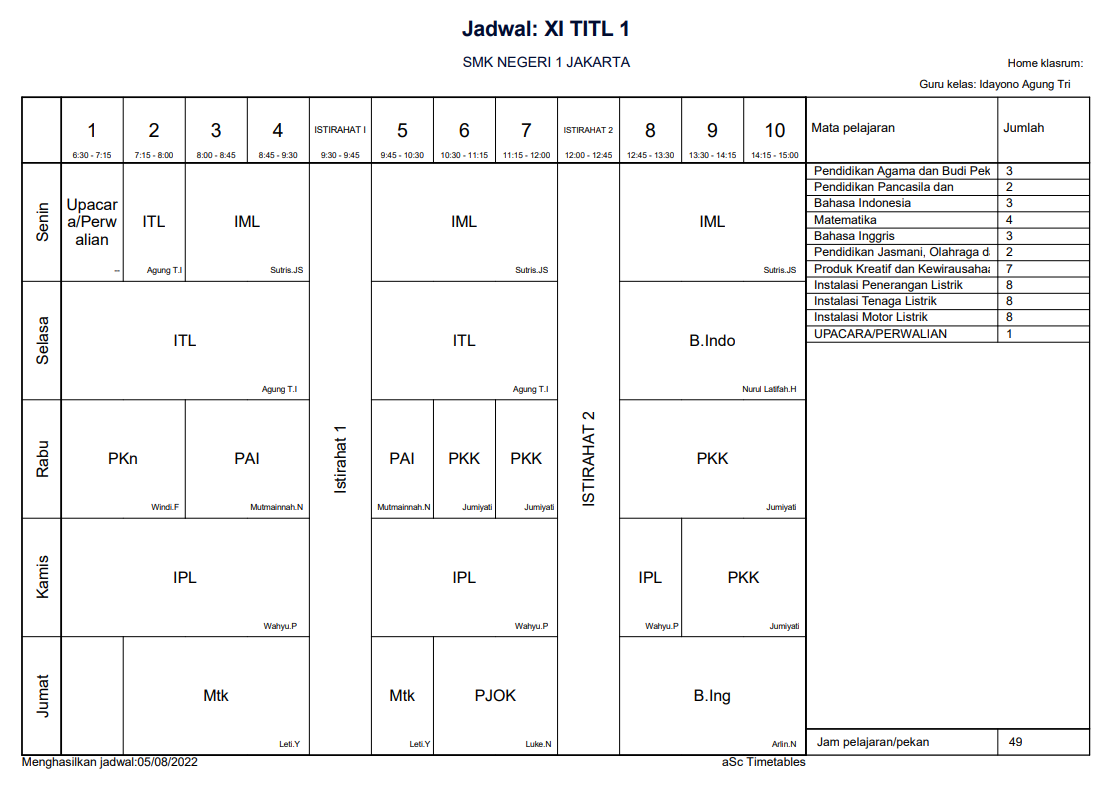 Jadwal: XI TITL 1
SMK NEGERI 1 JAKARTA
Home klasrum:
Guru kelas: Idayono Agung Tri
1 2 3 4 ISTIRAHAT I 5 6 7 ISTIRAHAT 2 8 9 10 Mata pelajaran Jumlah
6:30 - 7:15 7:15 - 8:00 8:00 - 8:45 8:45 - 9:30 9:30 - 9:45 9:45 - 10:30 10:30 - 11:15 11:15 - 12:00 12:00 - 12:45 12:45 - 13:30 13:30 - 14:15 14:15 - 15:00
Senin
Upacar
a/Perw
alian
--
ITL
Agung T.I
IML
Sutris.JS
IML
Sutris.JS
IML
Sutris.JS
Selasa
ITL
Agung T.I
ITL
Agung T.I
B.Indo
Nurul Latifah.H
Rabu
PKn
Windi.F
PAI
Mutmainnah.N
Istirahat 1
PAI
Mutmainnah.N
PKK
Jumiyati
PKK
Jumiyati
ISTIRAHAT 2
PKK
Jumiyati
Kamis
IPL
Wahyu.P
IPL
Wahyu.P
IPL
Wahyu.P
PKK
Jumiyati
Jumat
Mtk
Leti.Y
Mtk
Leti.Y
PJOK
Luke.N
B.Ing
Arlin.N
Pendidikan Agama dan Budi Pek 3
Pendidikan Pancasila dan 2
Bahasa Indonesia 3
Matematika 4
Bahasa Inggris 3
Pendidikan Jasmani, Olahraga d 2
Produk Kreatif dan Kewirausaha 7
Instalasi Penerangan Listrik 8
Instalasi Tenaga Listrik 8
Instalasi Motor Listrik 8
UPACARA/PERWALIAN 1
Jam pelajaran/pekan 49
Menghasilkan jadwal:05/08/2022
aSc Timetables